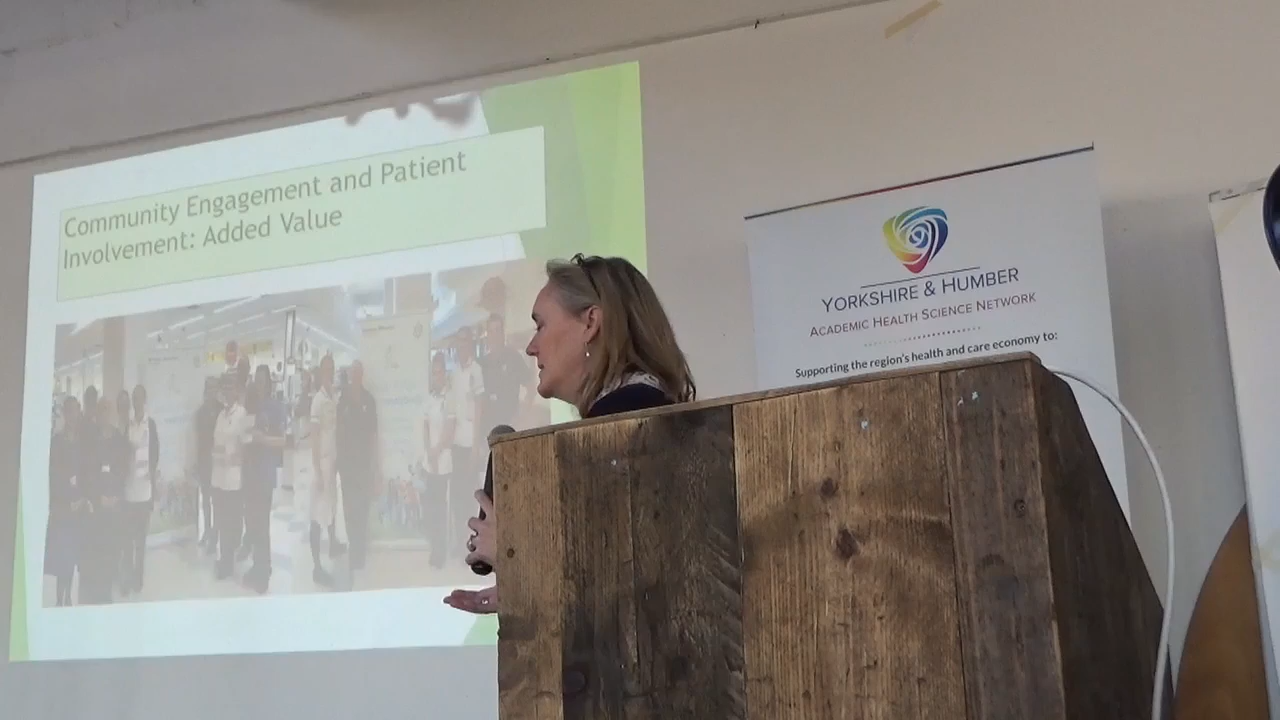 Community Engagement and Patient
Involvement: Added Value
YORKSHIRE & HUMBER
ACADEMIC HEALTH SCIENCE NETWORK
Supporting the region's health and care economy to: